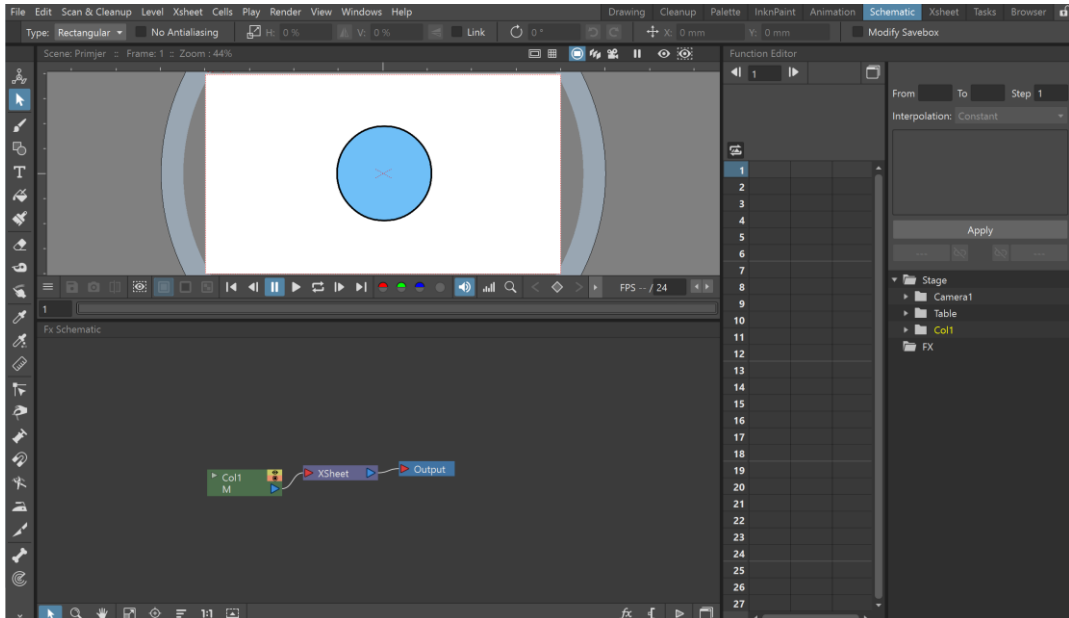 File Edit Scan & Cleanup Level Xsheet Cells Play Render View Windows Help Drawing Cleanup Palette InknPaint Animation Schematic Xsheet Tasks Browser
Type: Rectangular No Antialiasing H: 0 % V: 0 % Link 0 ° X: 0 mm Y: 0 mm Modify Savebox
Scene: Primjer :: Frame: 1 :: Zoom : 44% Function Editor
1
From To Step 1
Interpolation: Constant
Apply
--- ---
1
2
3
4
5
6
7
8
9
10
11
12
13
14
15
16
17
18
19
20
21
22
23
24
25
26
27
Stage
Camera1
Table
Col1
FX
FPS -- / 24
1
Fx Schematic
Col1 XSheet Output
M
1:1 fx